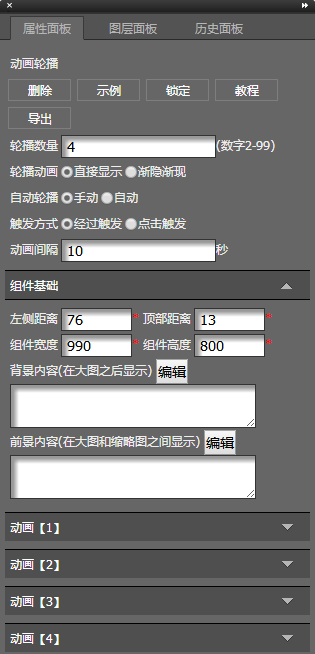 属性面板 图层面板 历史面板
动画轮播
删除 示例 锁定 教程
导出
轮播数量 4 (数字2-99)
轮播动画 直接显示 渐隐渐现
自动轮播 手动 自动
触发方式 经过触发 点击触发
动画间隔 10 秒
组件基础
左侧距离 76 * 顶部距离 13 *
组件宽度 990 * 组件高度 800 *
背景内容(在大图之后显示) 编辑
前景内容(在大图和缩略图之间显示) 编辑
动画【1】
动画【2】
动画【3】
动画【4】